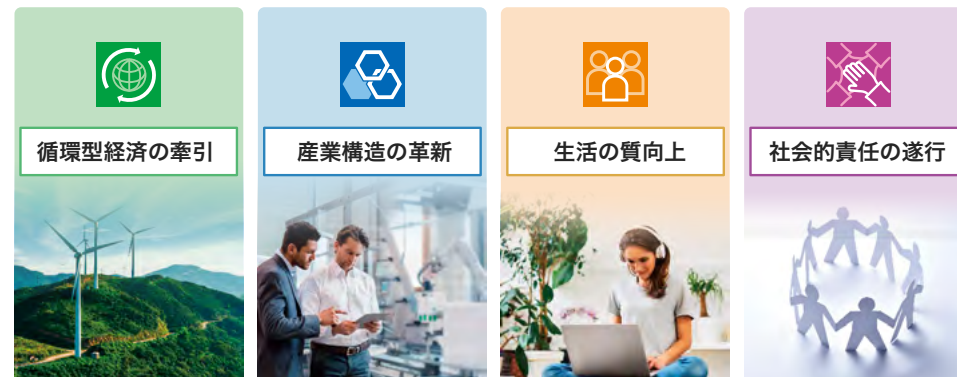 循環型経済の牽引
産業構造の革新
生活の質向上
社会的責任の遂行